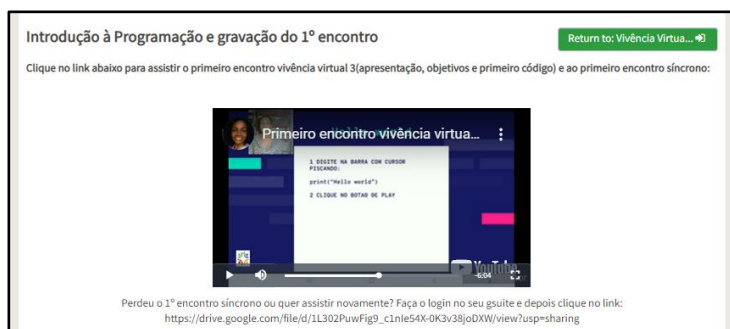 Introdução à Programação e gravação do 1º encontro
Return to: Vivência Virtua...
Clique no link abaixo para assistir o primeiro encontro vivência virtual 3(apresentação, objetivos e primeiro código) e ao primeiro encontro síncrono:
Primeiro encontro vivência virtua...
1 DIGITE NA BARRA COM CURSOR
PISCANDO:
print("Hello world")
2 CLIQUE NO BOTAO DE PLAY
YouTube
-6:04
Perdeu o 1º encontro síncrono ou quer assistir novamente? Faça o login no seu gsuite e depois clique no link:
https://drive.google.com/file/d/1L302PuwFig9_c1nIe54X-0K3v38joDXW/view?usp=sharing